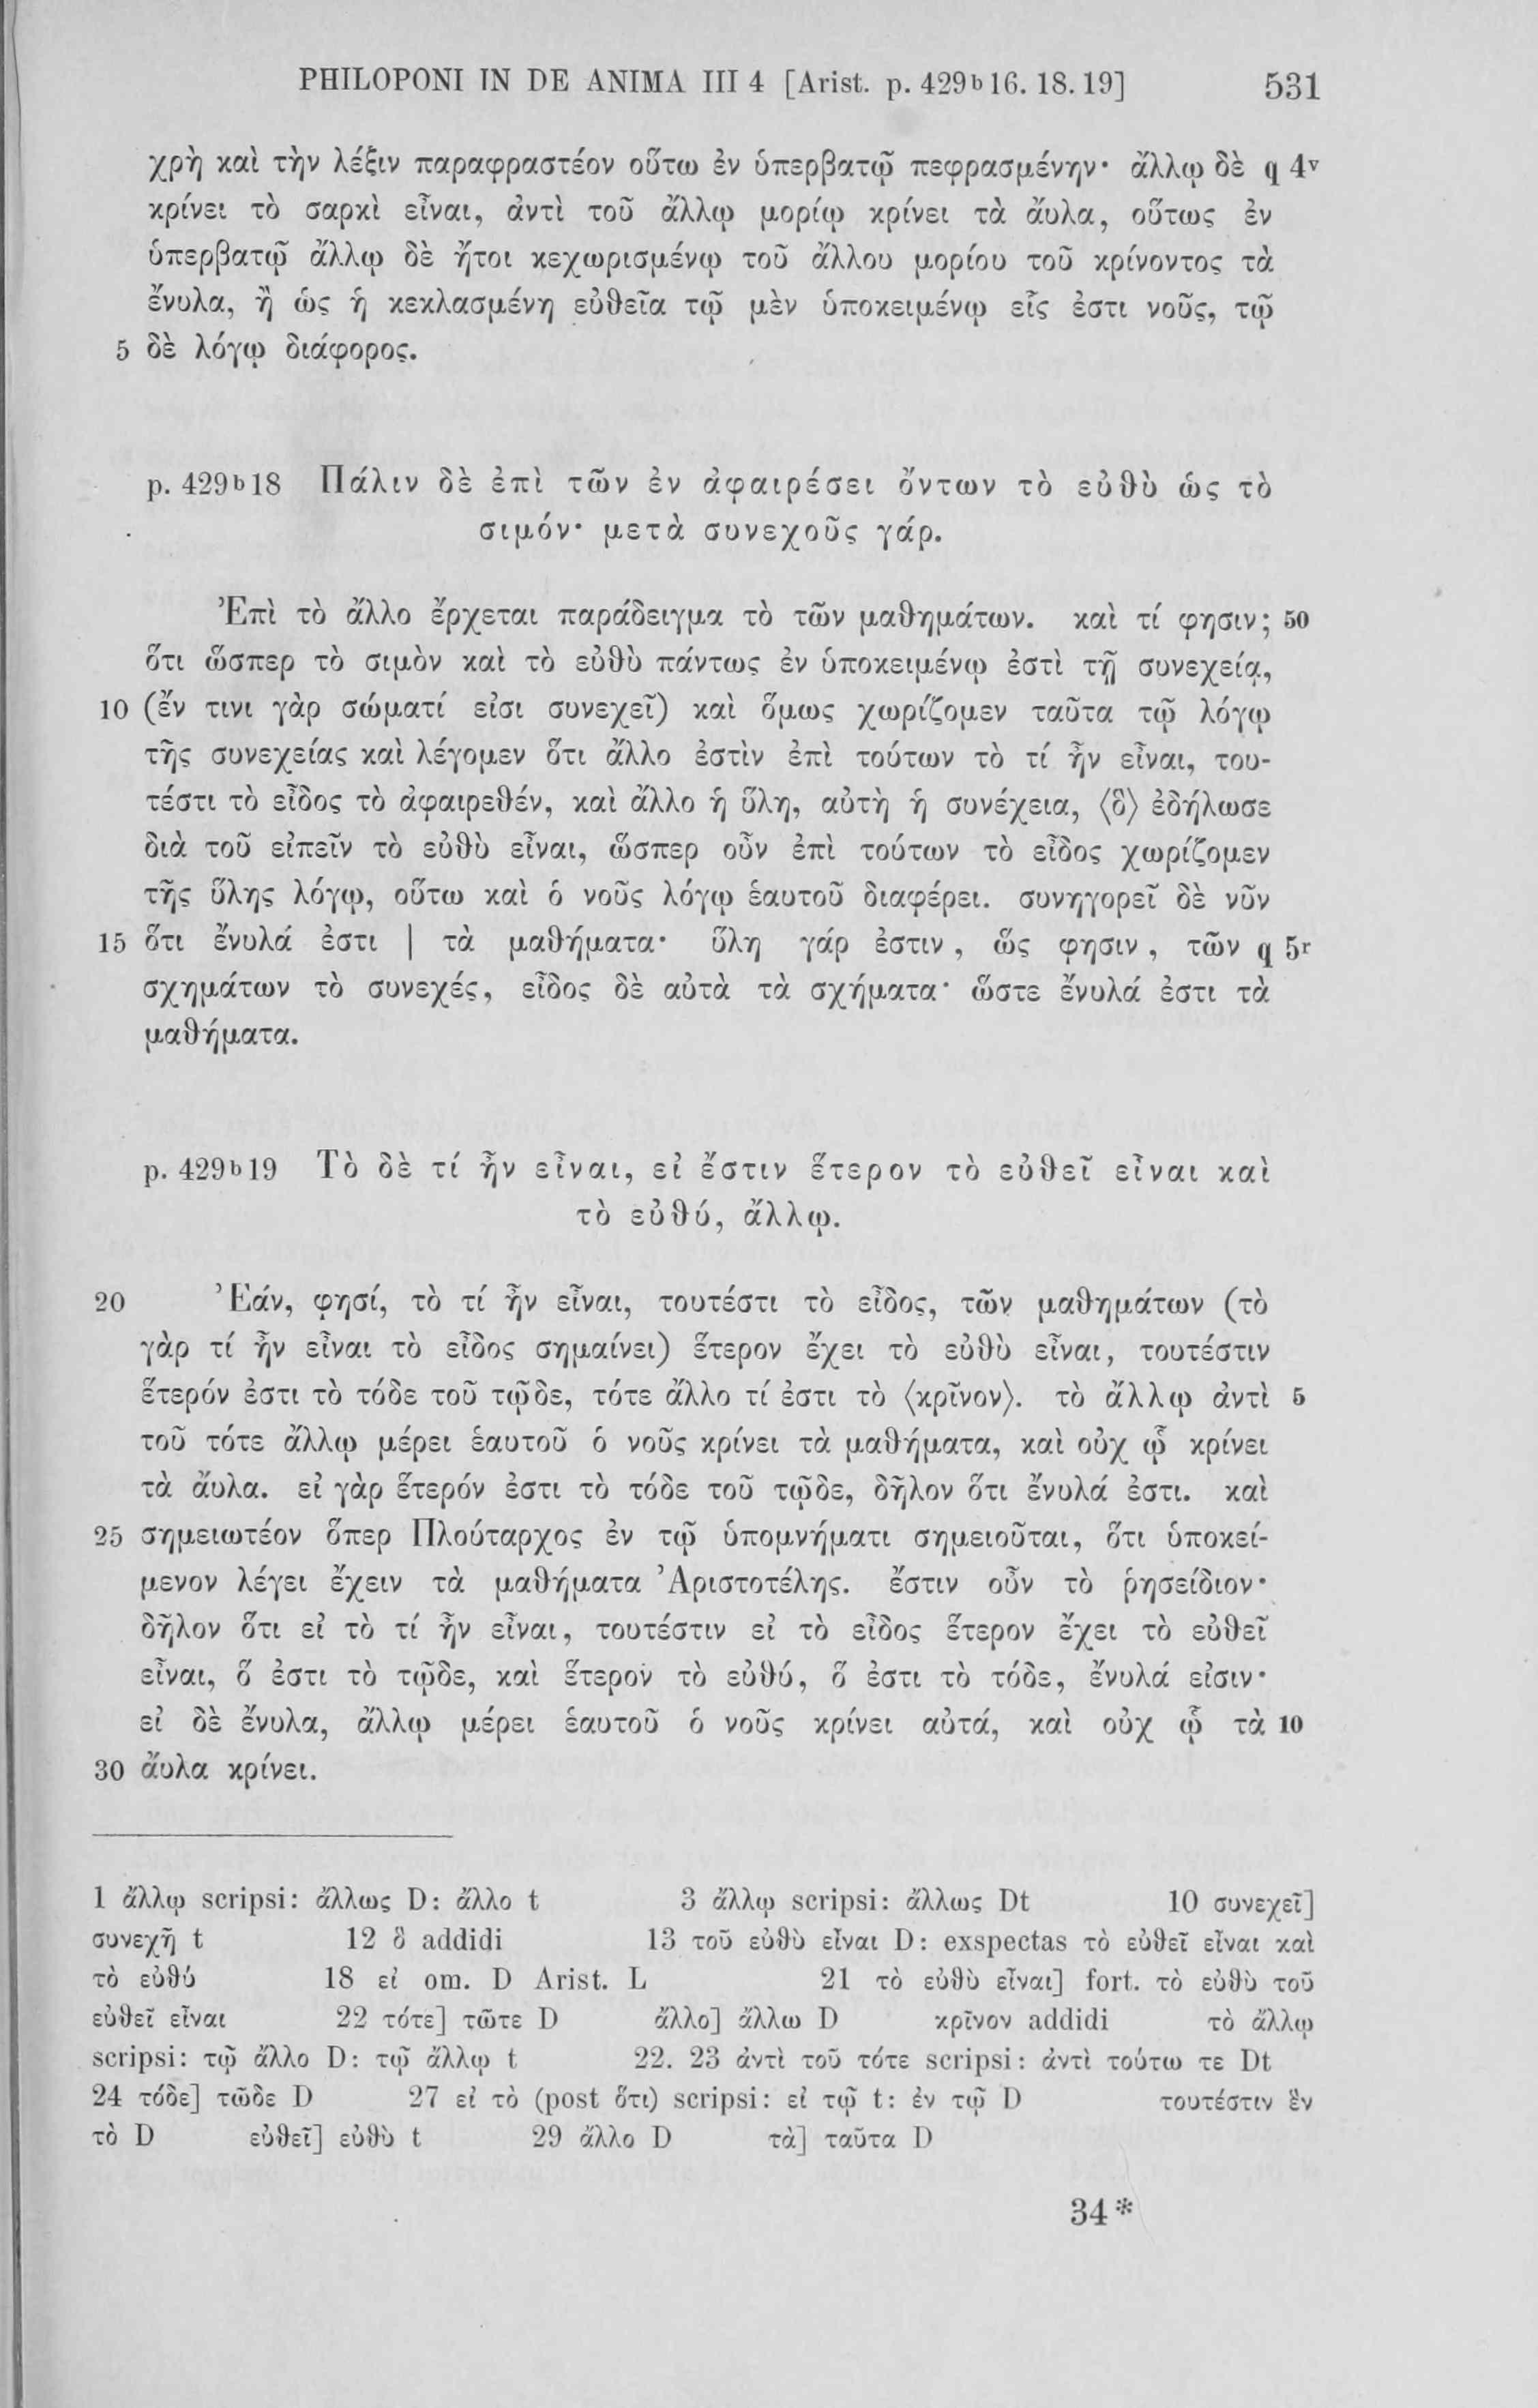 PHILOPONI IN DE ANIMA III 4 [Arist. p. 429b16. 18. 19] 531
χρὴ καὶ τὴν λέξιν παραφραστέον οὕτω ἐν ὑπερβατῷ πεφρασμένην· ἄλλῳ δὲ q 4v
κρίνει τὸ σαρκὶ εἶναι, ἀντὶ τοῦ ἄλλῳ μορίῳ κρίνει τὰ ἄυλα, οὕτως ἐν
ὑπερβατῷ ἄλλῳ δὲ ἤτοι κεχωρισμένῳ τοῦ ἄλλου μορίου τοῦ κρίνοντος τὰ
ἔνυλα, ἢ ὡς ἡ κεκλασμένη εὐθεῖα τῷ μὲν ὑποκειμένῳ εἷς ἐστι νοῦς, τῷ
5 δὲ λόγῳ διάφορος.
p. 429b18 Πάλιν δὲ ἐπὶ τῶν ἐν ἀφαιρέσει ὄντων τὸ εὐθὺ ὡς τὸ
σιμόν· μετὰ συνεχοῦς γάρ.
Ἐπὶ τὸ ἄλλο ἔρχεται παράδειγμα τὸ τῶν μαθημάτων. καὶ τί φησιν; 50
ὅτι ὥσπερ τὸ σιμὸν καὶ τὸ εὐθὺ πάντως ἐν ὑποκειμένῳ ἐστὶ τῇ συνεχείᾳ,
10 (ἔν τινι γὰρ σώματί εἰσι συνεχεῖ) καὶ ὅμως χωρίζομεν ταῦτα τῷ λόγῳ
τῆς συνεχείας καὶ λέγομεν ὅτι ἄλλο ἐστὶν ἐπὶ τούτων τὸ τί ἦν εἶναι, του-
τέστι τὸ εἶδος τὸ ἀφαιρεθέν, καὶ ἄλλο ἡ ὕλη, αὐτὴ ἡ συνέχεια, ⟨ὃ⟩ ἐδήλωσε
διὰ τοῦ εἰπεῖν τὸ εὐθὺ εἶναι, ὥσπερ οὖν ἐπὶ τούτων τὸ εἶδος χωρίζομεν
τῆς ὕλης λόγῳ, οὕτω καὶ ὁ νοῦς λόγῳ ἑαυτοῦ διαφέρει. συνηγορεῖ δὲ νῦν
15 ὅτι ἔνυλά ἐστι | τὰ μαθήματα· ὕλη γάρ ἐστιν, ὥς φησιν, τῶν q 5r
σχημάτων τὸ συνεχές, εἶδος δὲ αὐτὰ τὰ σχήματα· ὥστε ἔνυλά ἐστι τὰ
μαθήματα.
p. 429b19 Τὸ δὲ τί ἦν εἶναι, εἰ ἔστιν ἕτερον τὸ εὐθεῖ εἶναι καὶ
τὸ εὐθύ, ἄλλῳ.
20 Ἐάν, φησί, τὸ τί ἦν εἶναι, τουτέστι τὸ εἶδος, τῶν μαθημάτων (τὸ
γὰρ τί ἦν εἶναι τὸ εἶδος σημαίνει) ἕτερον ἔχει τὸ εὐθὺ εἶναι, τουτέστιν
ἕτερόν ἐστι τὸ τόδε τοῦ τῷδε, τότε ἄλλο τί ἐστι τὸ ⟨κρῖνον⟩. τὸ ἄλλῳ ἀντὶ 5
τοῦ τότε ἄλλῳ μέρει ἑαυτοῦ ὁ νοῦς κρίνει τὰ μαθήματα, καὶ οὐχ ᾧ κρίνει
τὰ ἄυλα. εἰ γὰρ ἕτερόν ἐστι τὸ τόδε τοῦ τῷδε, δῆλον ὅτι ἔνυλά ἐστι. καὶ
25 σημειωτέον ὅπερ Πλούταρχος ἐν τῷ ὑπομνήματι σημειοῦται, ὅτι ὑποκεί-
μενον λέγει ἔχειν τὰ μαθήματα Ἀριστοτέλης. ἔστιν οὖν τὸ ῥησείδιον·
δῆλον ὅτι εἰ τὸ τί ἦν εἶναι, τουτέστιν εἰ τὸ εἶδος ἕτερον ἔχει τὸ εὐθεῖ
εἶναι, ὅ ἐστι τὸ τῷδε, καὶ ἕτερον τὸ εὐθύ, ὅ ἐστι τὸ τόδε, ἔνυλά εἰσιν·
εἰ δὲ ἔνυλα, ἄλλῳ μέρει ἑαυτοῦ ὁ νοῦς κρίνει αὐτά, καὶ οὐχ ᾧ τὰ 10
30 ἄυλα κρίνει.
1 ἄλλῳ scripsi: ἄλλως D: ἄλλο t 3 ἄλλῳ scripsi: ἄλλως Dt 10 συνεχεῖ]
συνεχῆ t 12 ὃ addidi 13 τοῦ εὐθὺ εἶναι D: exspectas τὸ εὐθεῖ εἶναι καὶ
τὸ εὐθύ 18 εἰ om. D Arist. L 21 τὸ εὐθὺ εἶναι] fort. τὸ εὐθὺ τοῦ
εὐθεῖ εἶναι 22 τότε] τῶτε D ἄλλο] ἄλλω D κρῖνον addidi τὸ ἄλλῳ
scripsi: τῷ ἄλλο D: τῷ ἄλλῳ t 22. 23 ἀντὶ τοῦ τότε scripsi: ἀντὶ τούτω τε Dt
24 τόδε] τῶδε D 27 εἰ τὸ (post ὅτι) scripsi: εἰ τῷ t: ἐν τῷ D τουτέστιν ἓν
τὸ D εὐθεῖ] εὐθὺ t 29 ἄλλο D τὰ] ταῦτα D
34*